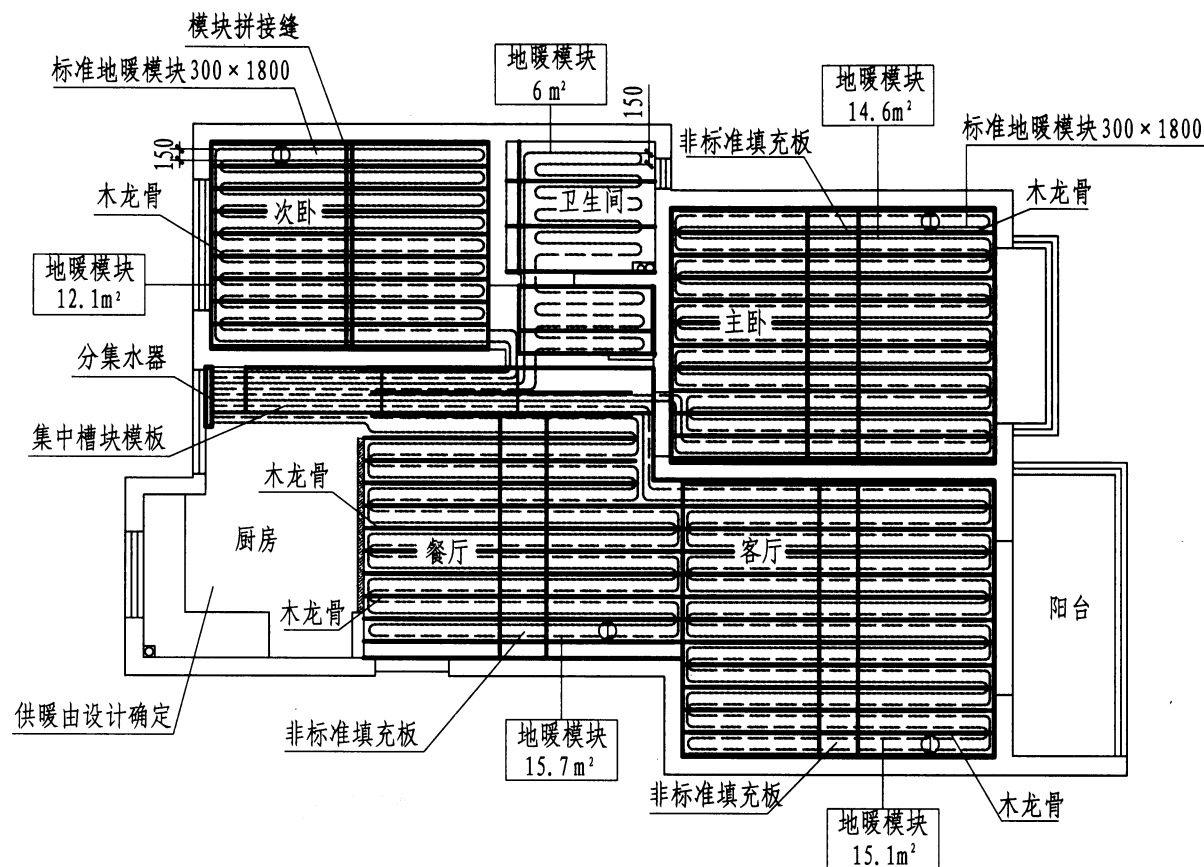 模块拼接缝
标准地暖模块300×1800
地暖模块
6 m²
150
地暖模块
14.6m²
非标准填充板
标准地暖模块300×1800
150
木龙骨
次卧
卫生间
木龙骨
地暖模块
12.1m²
主卧
分集水器
集中槽块模板
木龙骨
厨房
餐厅
客厅
木龙骨
阳台
供暖由设计确定
非标准填充板
地暖模块
15.7m²
非标准填充板
木龙骨
地暖模块
15.1m²